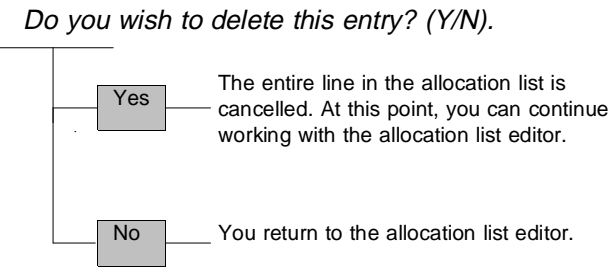 Do you wish to delete this entry? (Y/N).
Yes
The entire line in the allocation list is
cancelled. At this point, you can continue
working with the allocation list editor.
No
You return to the allocation list editor.